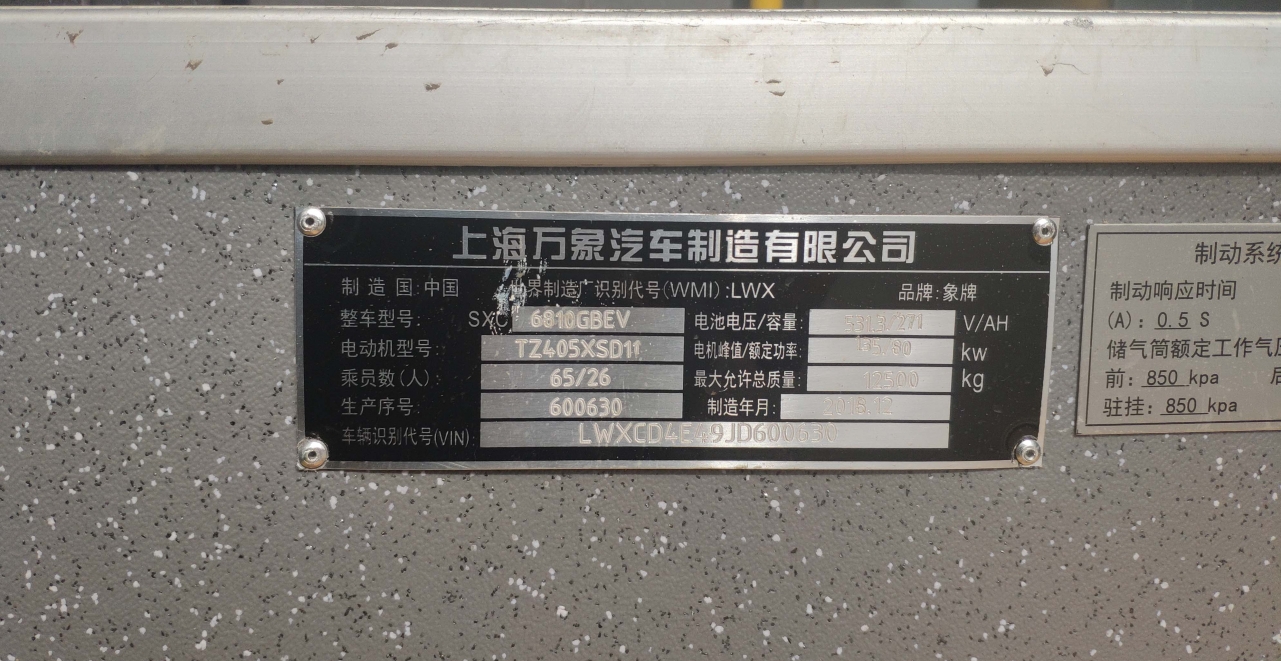 上海万象汽车制造有限公司
制造国:中国 世界制造厂识别代号(WMI):LWX 品牌:象牌
整车型号: SXC6810GBEV 电池电压/容量: V/AH
电动机型号: TZ405XSD11 电机峰值/额定功率: kw
乘员数(人): 65/26 最大允许总质量: 12500 kg
生产序号: 600630 制造年月: 2018.12
车辆识别代号(VIN):
制动系统
制动响应时间
(A): 0.5 S
储气筒额定工作气压
前: 850 kpa
驻挂: 850 kpa